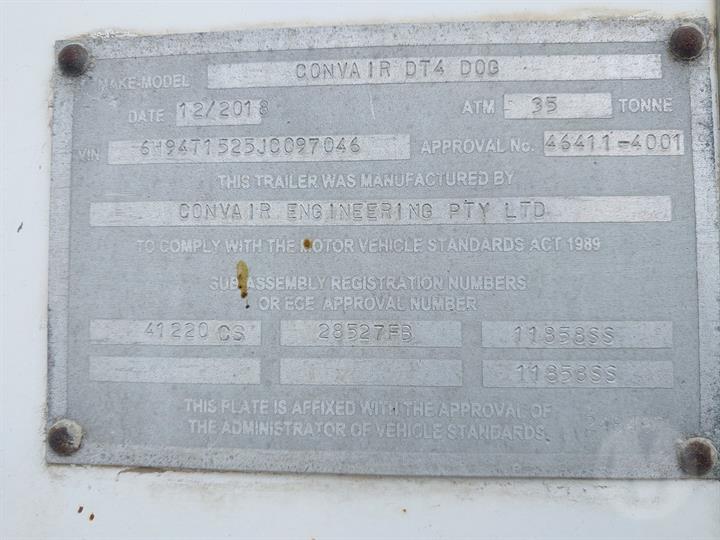 MAKE-MODEL CONVAIR DT4 DOG
DATE 12/2018 ATM 35 TONNE
VIN 6H94T1525JC097046 APPROVAL No. 46411-4001
THIS TRAILER WAS MANUFACTURED BY
CONVAIR ENGINEERING PTY LTD
TO COMPLY WITH THE MOTOR VEHICLE STANDARDS ACT 1989
SUB ASSEMBLY REGISTRATION NUMBERS
OR ECE APPROVAL NUMBER
41220 CS 28527FB 11858SS
11858SS
THIS PLATE IS AFFIXED WITH THE APPROVAL OF
THE ADMINISTRATOR OF VEHICLE STANDARDS